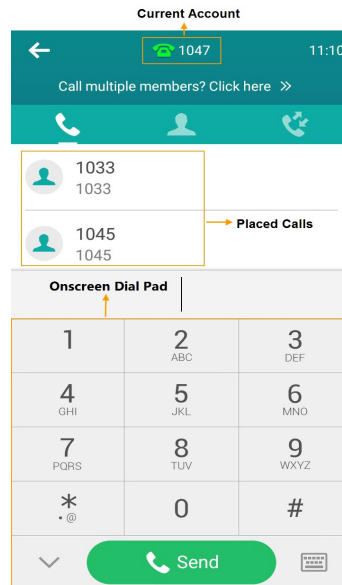 Current Account
1047
11:10
Call multiple members? Click here »
1033
1033
1045
1045
Placed Calls
Onscreen Dial Pad
1 2 3
ABC DEF
4 5 6
GHI JKL MNO
7 8 9
PQRS TUV WXYZ
* 0 #
• @
Send